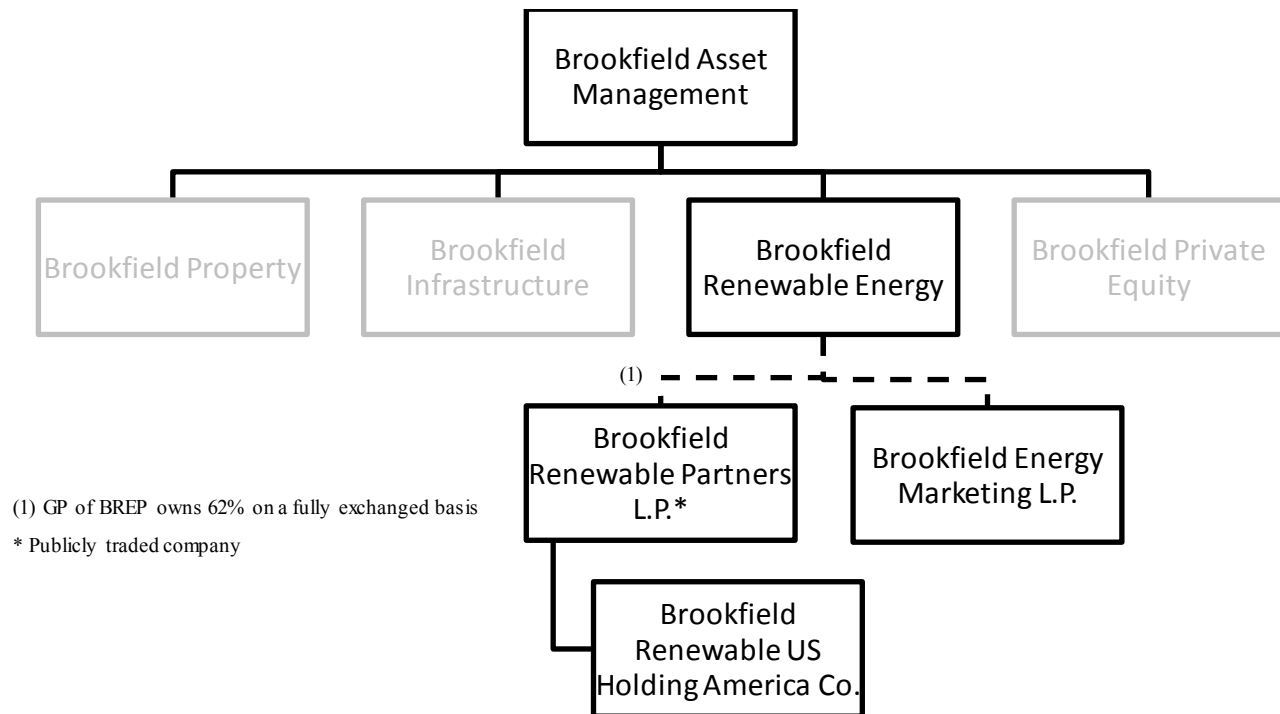 Brookfield Asset
Management
Brookfield Property
Brookfield
Infrastructure
Brookfield
Renewable Energy
Brookfield Private
Equity
(1)
Brookfield
Renewable Partners
L.P.*
Brookfield Energy
Marketing L.P.
(1) GP of BREP owns 62% on a fully exchanged basis
* Publicly traded company
Brookfield
Renewable US
Holding America Co.